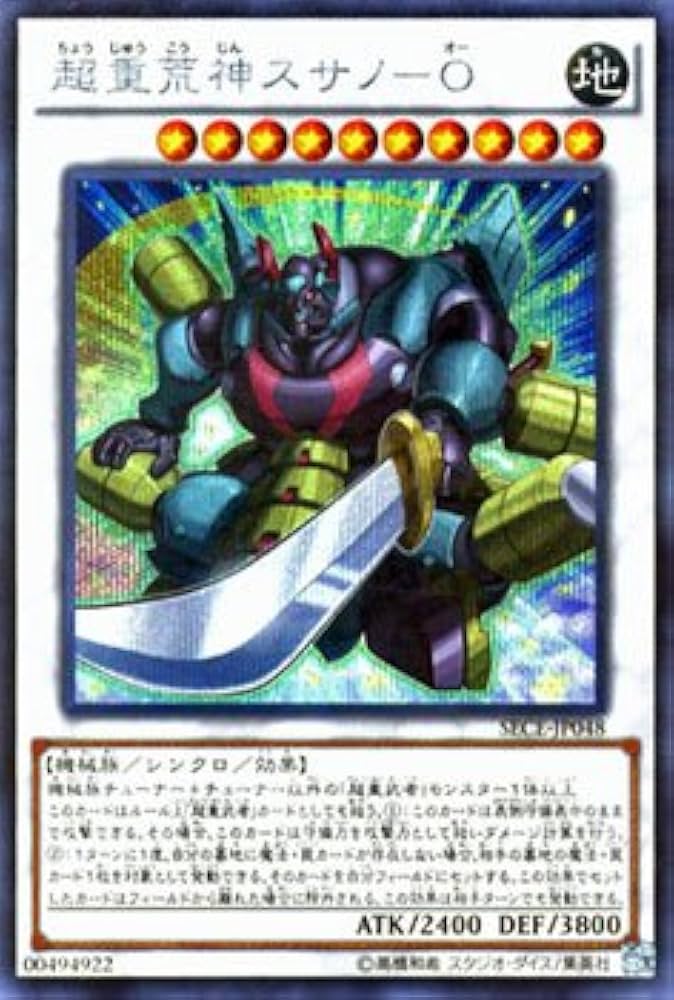 ちょう じゅう こう じん オー
超重荒神スサノ－O
地
SECE-JP048
【機械族／シンクロ／効果】
機械族チューナー＋チューナー以外の「超重武者」モンスター１体以上
このカードはルール上「超重武者」カードとしても扱う。①：このカードは表側守備表示のまま
で攻撃できる。その場合、このカードは守備力を攻撃力として扱いダメージ計算を行う。
②：１ターンに１度、自分の墓地に魔法・罠カードが存在しない場合、相手の墓地の魔法・罠
カード１枚を対象として発動できる。そのカードを自分フィールドにセットする。この効果でセット
したカードはフィールドから離れた場合に除外される。この効果は相手ターンでも発動できる。
ATK/2400 DEF/3800
00494922
©高橋和希 スタジオ・ダイス/集英社